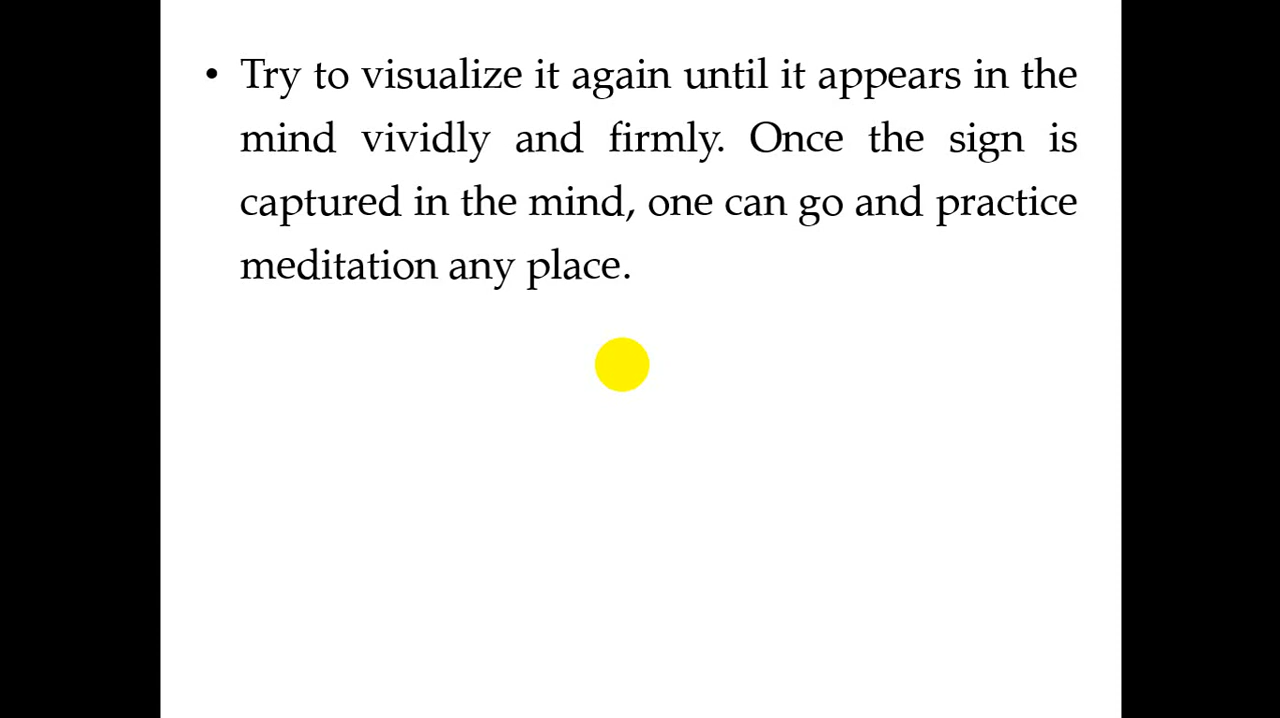 • Try to visualize it again until it appears in the
mind vividly and firmly. Once the sign is
captured in the mind, one can go and practice
meditation any place.